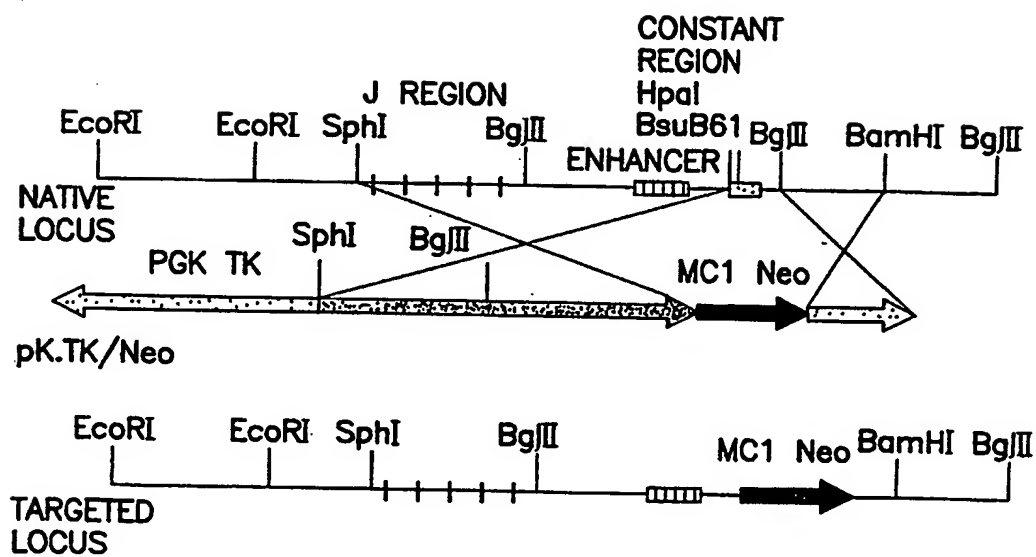 CONSTANT
REGION
HpaI
BsuB61
J REGION
EcoRI EcoRI SphI BglII BglII BamHI BglII
ENHANCER
NATIVE
LOCUS
SphI BglII
PGK TK MC1 Neo
pK.TK/Neo
EcoRI EcoRI SphI BglII MC1 Neo BamHI BglII
TARGETED
LOCUS